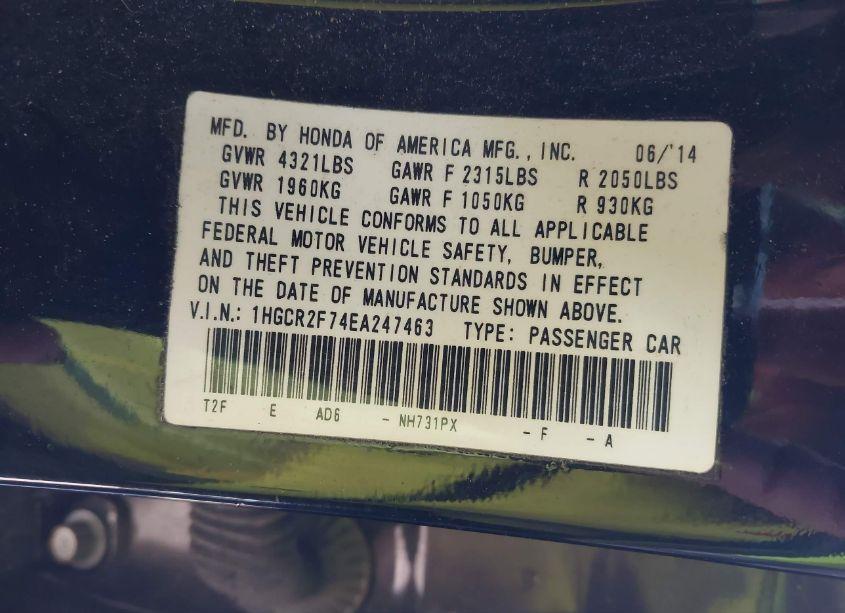 MFD. BY HONDA OF AMERICA MFG., INC. 06/'14
GVWR 4321LBS GAWR F 2315LBS R 2050LBS
GVWR 1960KG GAWR F 1050KG R 930KG
THIS VEHICLE CONFORMS TO ALL APPLICABLE
FEDERAL MOTOR VEHICLE SAFETY, BUMPER,
AND THEFT PREVENTION STANDARDS IN EFFECT
ON THE DATE OF MANUFACTURE SHOWN ABOVE.
V.I.N.: 1HGCR2F74EA247463 TYPE: PASSENGER CAR
T2F E AD6 - NH731PX - F - A